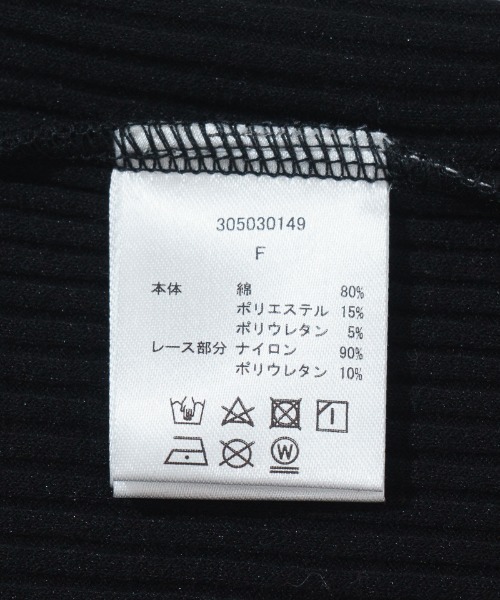 305030149
F
本体 綿 80%
ポリエステル 15%
ポリウレタン 5%
レース部分 ナイロン 90%
ポリウレタン 10%
W